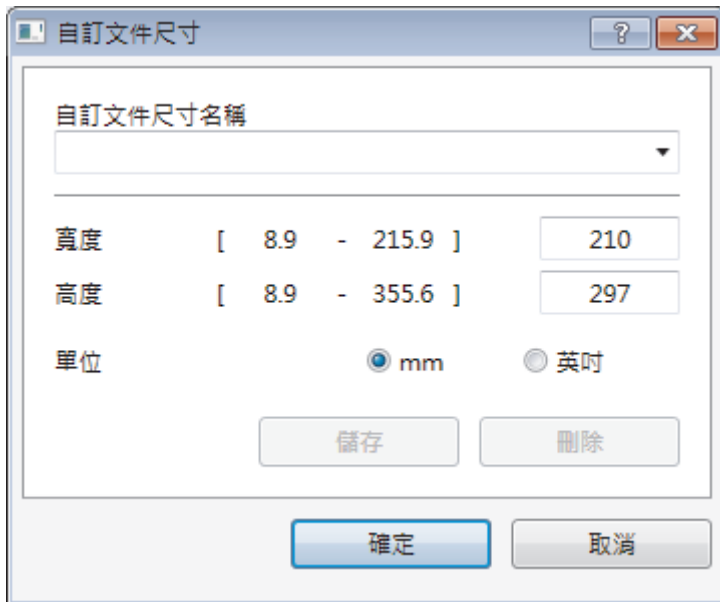 自訂文件尺寸
自訂文件尺寸名稱
寬度 [ 8.9 - 215.9 ] 210
高度 [ 8.9 - 355.6 ] 297
單位 mm 英吋
儲存 刪除
確定 取消